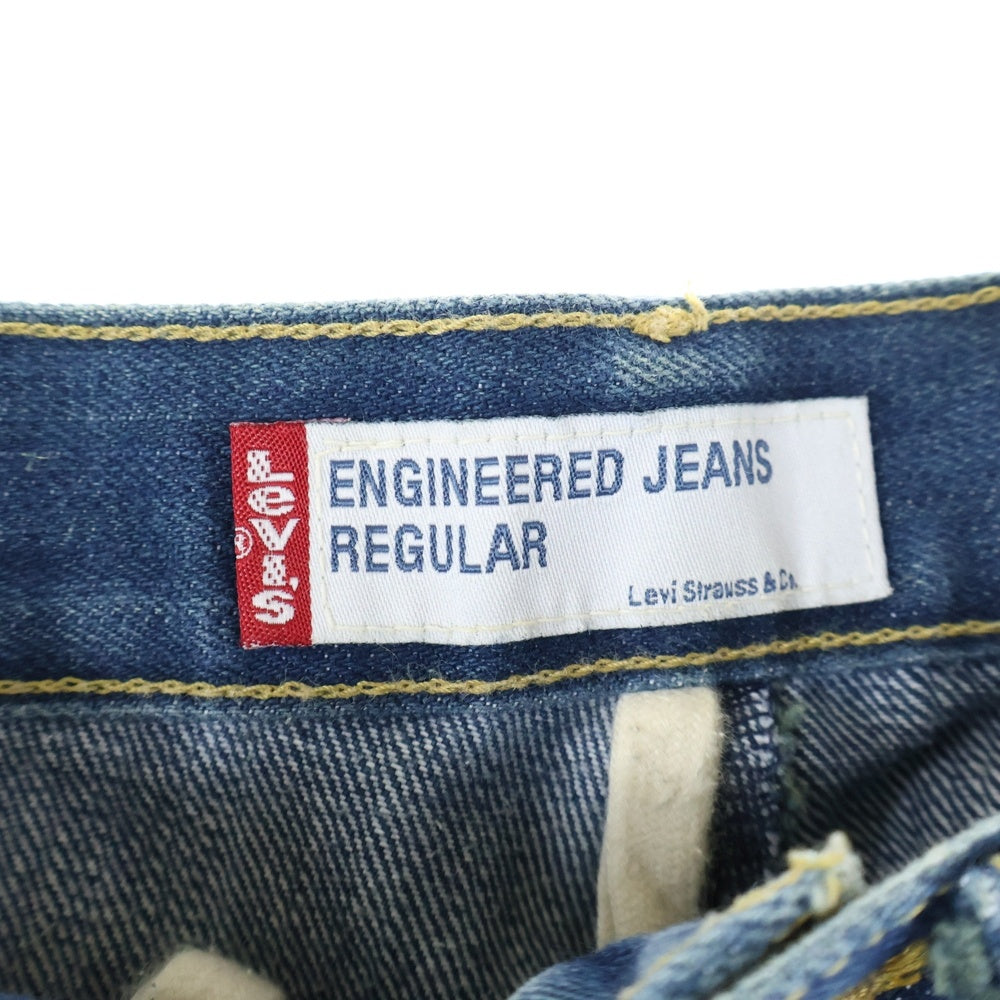 LEVI'S
®
ENGINEERED JEANS
REGULAR
Levi Strauss & Co.